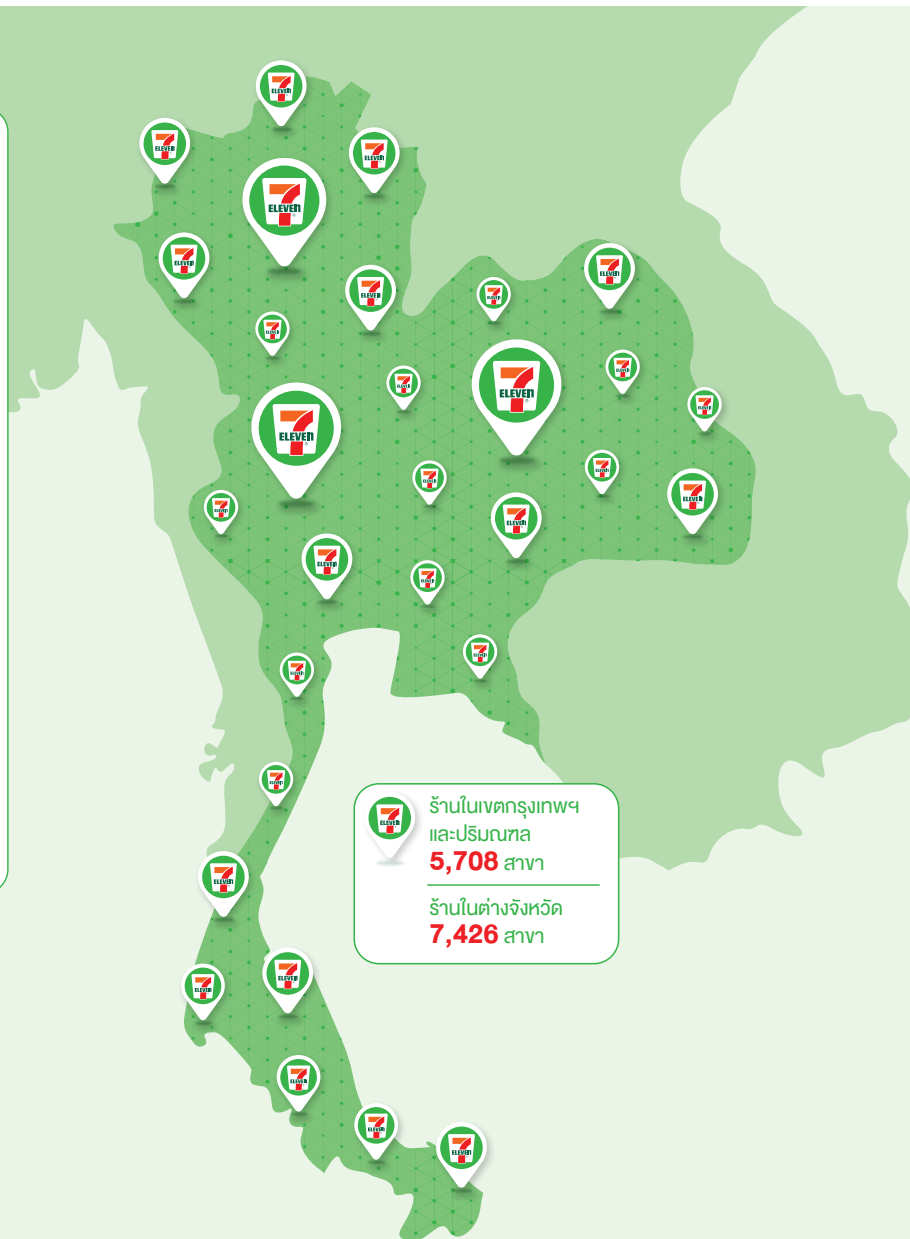 7
ELEVEN
ร้านในเขตกรุงเทพฯ
และปริมณฑล
5,708 สาขา
ร้านในต่างจังหวัด
7,426 สาขา